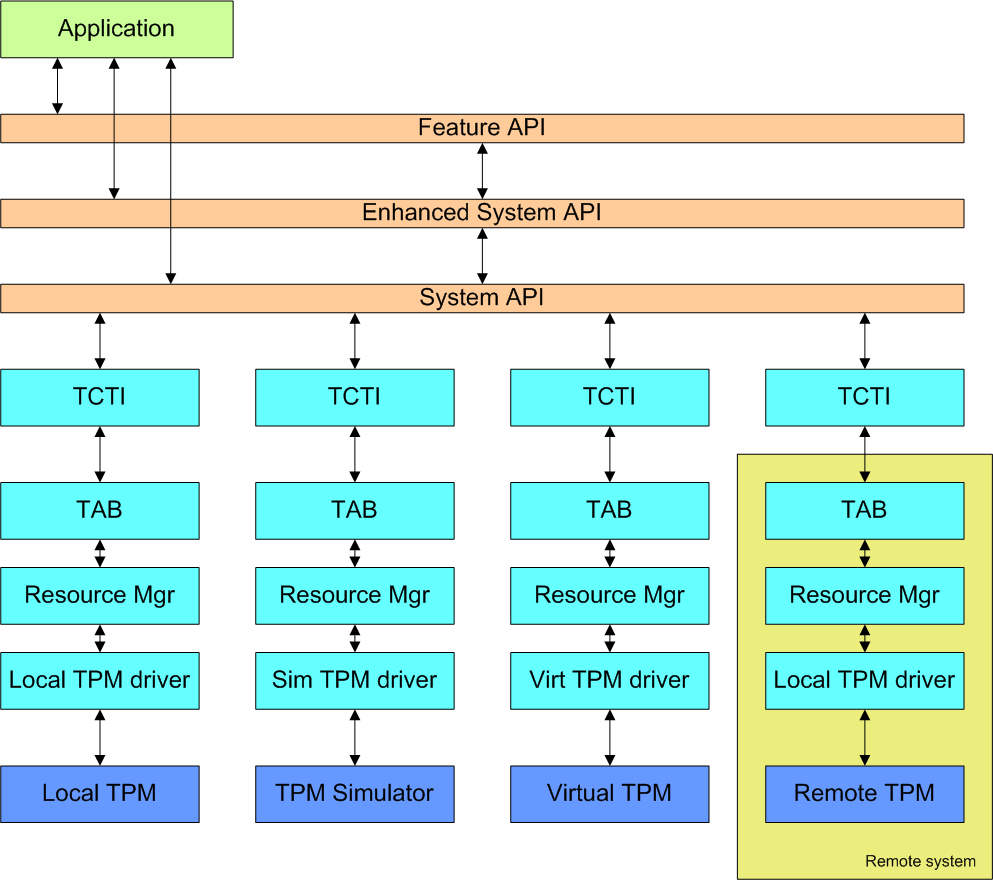 Application
Feature API
Enhanced System API
System API
TCTI
TCTI
TCTI
TCTI
TAB
TAB
TAB
TAB
Resource Mgr
Resource Mgr
Resource Mgr
Resource Mgr
Local TPM driver
Sim TPM driver
Virt TPM driver
Local TPM driver
Local TPM
TPM Simulator
Virtual TPM
Remote TPM
Remote system